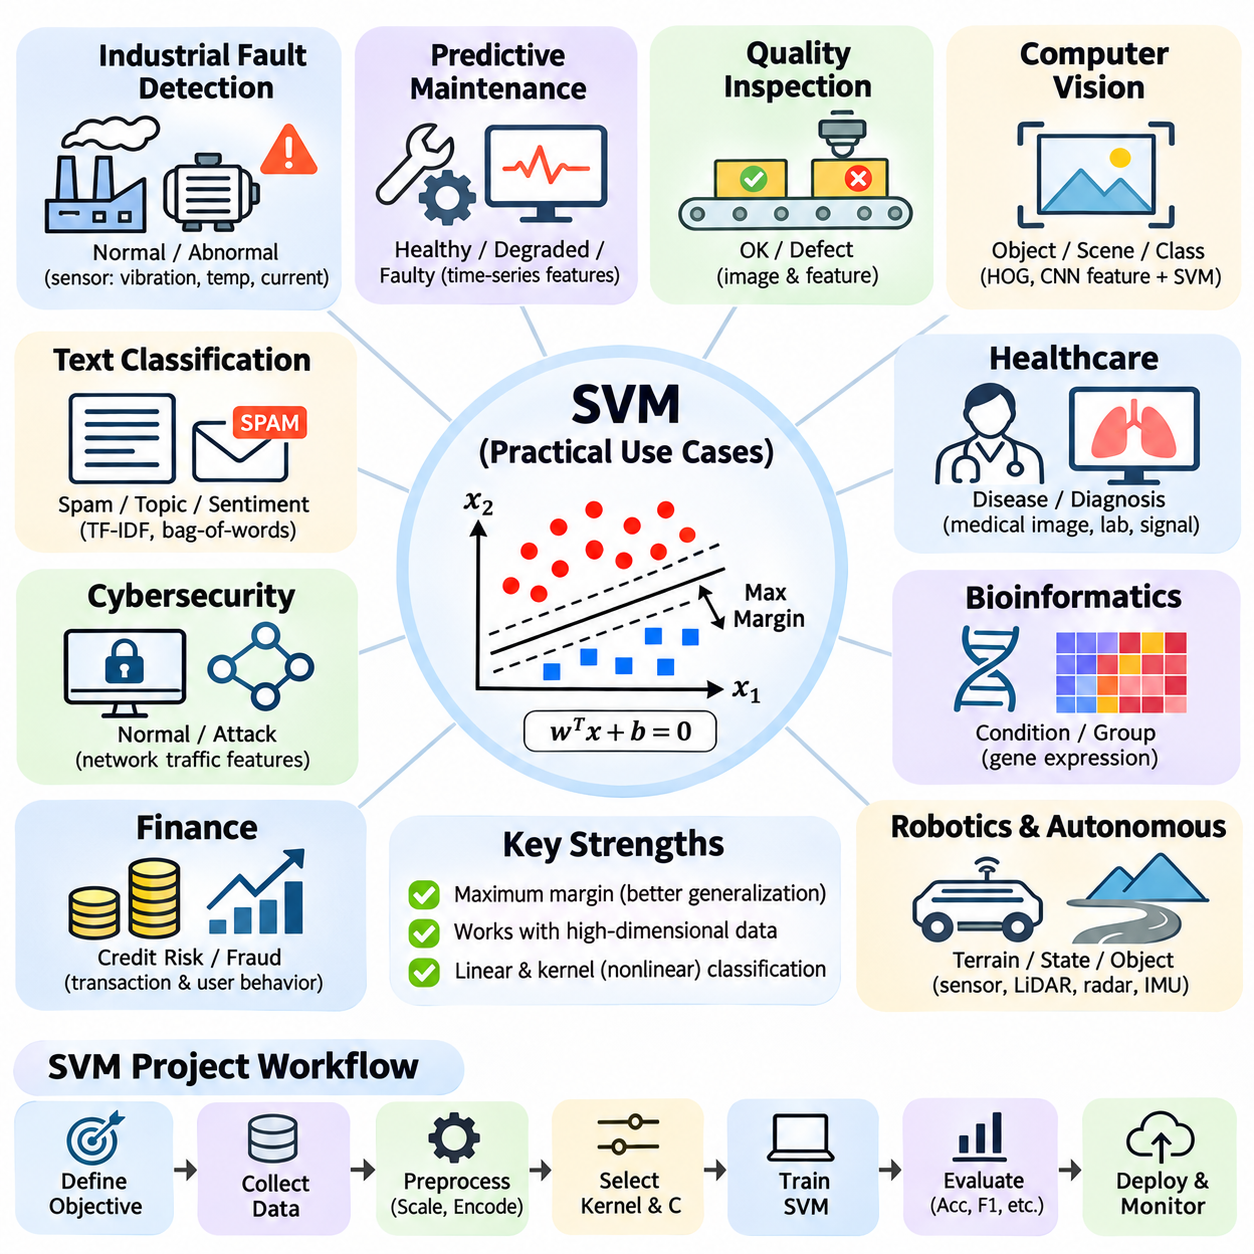 Industrial Fault
Detection
Normal / Abnormal
(sensor: vibration, temp, current)
Predictive
Maintenance
Healthy / Degraded /
Faulty (time-series features)
Quality
Inspection
OK / Defect
(image & feature)
Computer
Vision
Object / Scene / Class
(HOG, CNN feature + SVM)
Text Classification
SPAM
Spam / Topic / Sentiment
(TF-IDF, bag-of-words)
SVM
(Practical Use Cases)
x₂
Max
Margin
x₁
wᵀx + b = 0
Healthcare
Disease / Diagnosis
(medical image, lab, signal)
Cybersecurity
Normal / Attack
(network traffic features)
Bioinformatics
Condition / Group
(gene expression)
Finance
Credit Risk / Fraud
(transaction & user behavior)
Key Strengths
Maximum margin (better generalization)
Works with high-dimensional data
Linear & kernel (nonlinear) classification
Robotics & Autonomous
Terrain / State / Object
(sensor, LiDAR, radar, IMU)
SVM Project Workflow
Define
Objective
Collect
Data
Preprocess
(Scale, Encode)
Select
Kernel & C
Train
SVM
Evaluate
(Acc, F1, etc.)
Deploy &
Monitor